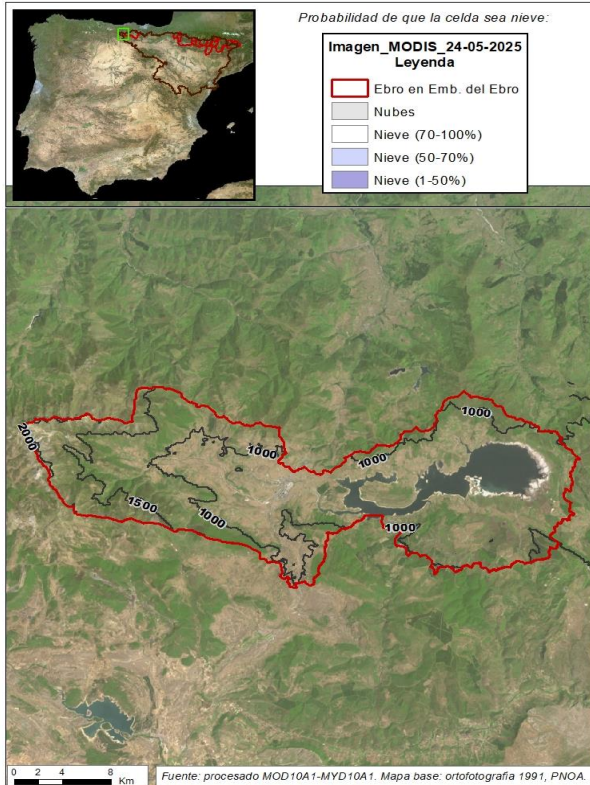 Probabilidad de que la celda sea nieve:
Imagen_MODIS_24-05-2025
Leyenda
Ebro en Emb. del Ebro
Nubes
Nieve (70-100%)
Nieve (50-70%)
Nieve (1-50%)
1000
2000
1000
1000
1500
1000
1000
0 2 4 8
Km
Fuente: procesado MOD10A1-MYD10A1. Mapa base: ortofotografia 1991, PNOA.